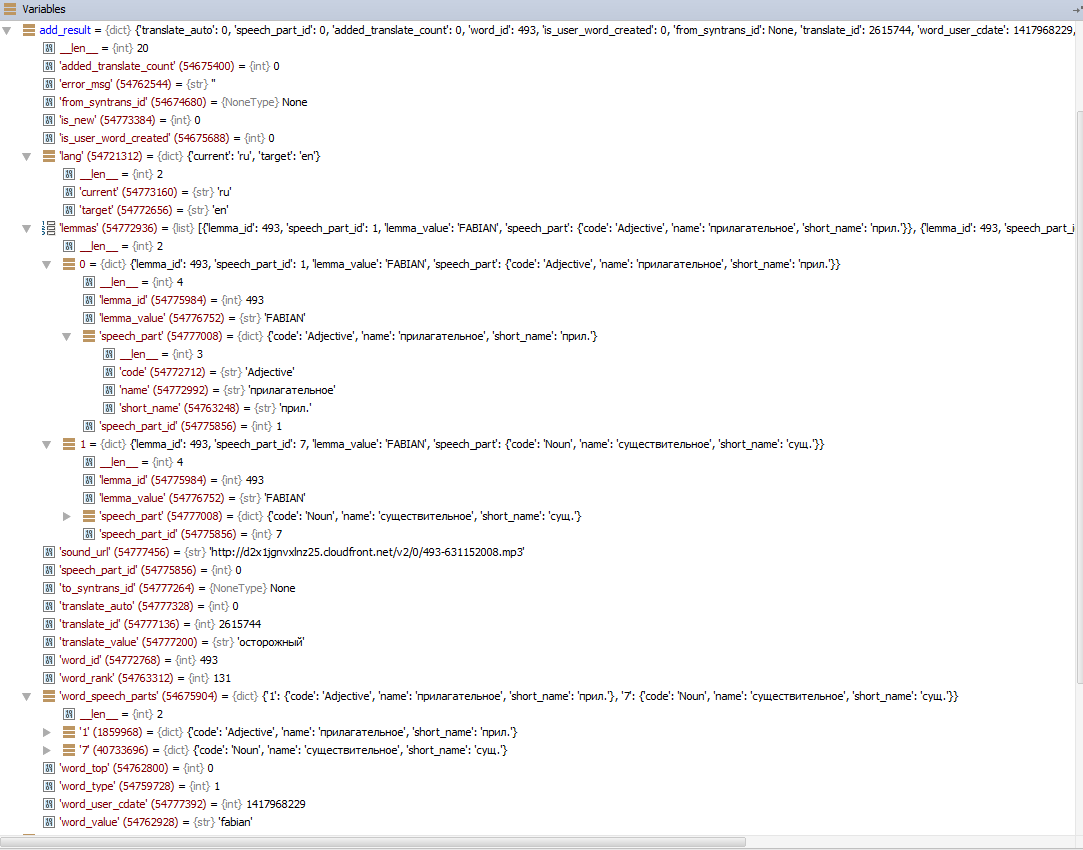 Variables
add_result = {dict} {'translate_auto': 0, 'speech_part_id': 0, 'added_translate_count': 0, 'word_id': 493, 'is_user_word_created': 0, 'from_syntrans_id': None, 'translate_id': 2615744, 'word_user_cdate': 1417968229,
__len__ = {int} 20
'added_translate_count' (54675400) = {int} 0
'error_msg' (54762544) = {str} ''
'from_syntrans_id' (54674680) = {NoneType} None
'is_new' (54773384) = {int} 0
'is_user_word_created' (54675688) = {int} 0
'lang' (54721312) = {dict} {'current': 'ru', 'target': 'en'}
__len__ = {int} 2
'current' (54773160) = {str} 'ru'
'target' (54772656) = {str} 'en'
'lemmas' (54772936) = {list} [{'lemma_id': 493, 'speech_part_id': 1, 'lemma_value': 'FABIAN', 'speech_part': {'code': 'Adjective', 'name': 'прилагательное', 'short_name': 'прил.'}}, {'lemma_id': 493, 'speech_part_i
__len__ = {int} 2
0 = {dict} {'lemma_id': 493, 'speech_part_id': 1, 'lemma_value': 'FABIAN', 'speech_part': {'code': 'Adjective', 'name': 'прилагательное', 'short_name': 'прил.'}}
__len__ = {int} 4
'lemma_id' (54775984) = {int} 493
'lemma_value' (54776752) = {str} 'FABIAN'
'speech_part' (54777008) = {dict} {'code': 'Adjective', 'name': 'прилагательное', 'short_name': 'прил.'}
__len__ = {int} 3
'code' (54772712) = {str} 'Adjective'
'name' (54772992) = {str} 'прилагательное'
'short_name' (54763248) = {str} 'прил.'
'speech_part_id' (54775856) = {int} 1
1 = {dict} {'lemma_id': 493, 'speech_part_id': 7, 'lemma_value': 'FABIAN', 'speech_part': {'code': 'Noun', 'name': 'существительное', 'short_name': 'сущ.'}}
__len__ = {int} 4
'lemma_id' (54775984) = {int} 493
'lemma_value' (54776752) = {str} 'FABIAN'
'speech_part' (54777008) = {dict} {'code': 'Noun', 'name': 'существительное', 'short_name': 'сущ.'}
'speech_part_id' (54775856) = {int} 7
'sound_url' (54777456) = {str} 'http://d2x1jgnvxlnz25.cloudfront.net/v2/0/493-631152008.mp3'
'speech_part_id' (54775856) = {int} 0
'to_syntrans_id' (54777264) = {NoneType} None
'translate_auto' (54777328) = {int} 0
'translate_id' (54777136) = {int} 2615744
'translate_value' (54777200) = {str} 'осторожный'
'word_id' (54772768) = {int} 493
'word_rank' (54763312) = {int} 131
'word_speech_parts' (54675904) = {dict} {'1': {'code': 'Adjective', 'name': 'прилагательное', 'short_name': 'прил.'}, '7': {'code': 'Noun', 'name': 'существительное', 'short_name': 'сущ.'}}
__len__ = {int} 2
'1' (1859968) = {dict} {'code': 'Adjective', 'name': 'прилагательное', 'short_name': 'прил.'}
'7' (40733696) = {dict} {'code': 'Noun', 'name': 'существительное', 'short_name': 'сущ.'}
'word_top' (54762800) = {int} 0
'word_type' (54759728) = {int} 1
'word_user_cdate' (54777392) = {int} 1417968229
'word_value' (54762928) = {str} 'fabian'